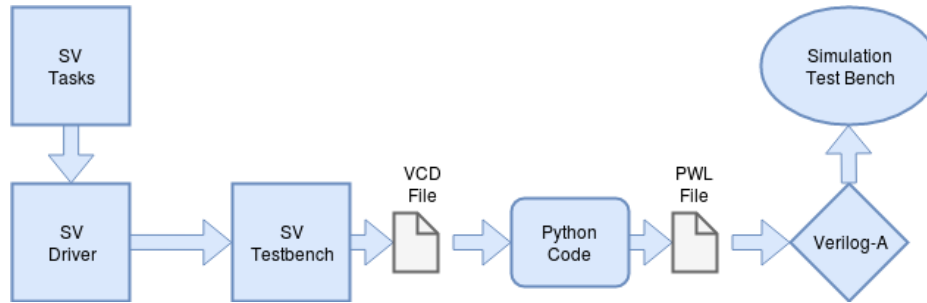 SV
Tasks
Simulation
Test Bench
SV
Driver
SV
Testbench
VCD
File
Python
Code
PWL
File
Verilog-A